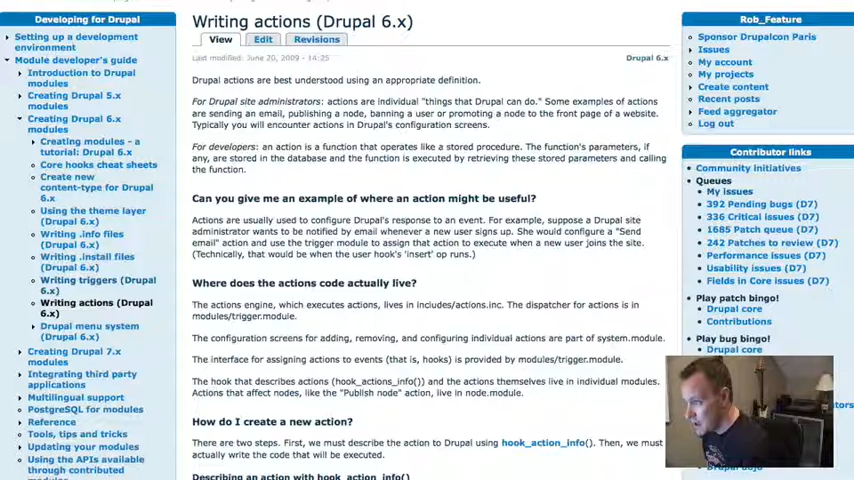 Developing for Drupal
Setting up a development
environment
Module developer's guide
Introduction to Drupal
modules
Creating Drupal 5.x
modules
Creating Drupal 6.x
modules
Creating modules - a
tutorial: Drupal 6.x
Core hooks cheat sheets
Create new
content-type for Drupal
6.x
Using the theme layer
(Drupal 6.x)
Writing .info files
(Drupal 6.x)
Writing .install files
(Drupal 6.x)
Writing triggers (Drupal
6.x)
Writing actions (Drupal
6.x)
Drupal menu system
(Drupal 6.x)
Creating Drupal 7.x
modules
Integrating third party
applications
Multilingual support
PostgreSQL for modules
Reference
Tools, tips and tricks
Updating your modules
Using the APIs available
through contributed
Writing actions (Drupal 6.x)
View Edit Revisions
Last modified: June 20, 2009 - 14:25 Drupal 6.x
Drupal actions are best understood using an appropriate definition.
For Drupal site administrators: actions are individual "things that Drupal can do." Some examples of actions
are sending an email, publishing a node, banning a user or promoting a node to the front page of a website.
Typically you will encounter actions in Drupal's configuration screens.
For developers: an action is a function that operates like a stored procedure. The function's parameters, if
any, are stored in the database and the function is executed by retrieving these stored parameters and calling
the function.
Can you give me an example of where an action might be useful?
Actions are usually used to configure Drupal's response to an event. For example, suppose a Drupal site
administrator wants to be notified by email whenever a new user signs up. She would configure a "Send
email" action and use the trigger module to assign that action to execute when a new user joins the site.
(Technically, that would be when the user hook's 'insert' op runs.)
Where does the actions code actually live?
The actions engine, which executes actions, lives in includes/actions.inc. The dispatcher for actions is in
modules/trigger.module.
The configuration screens for adding, removing, and configuring individual actions are part of system.module.
The interface for assigning actions to events (that is, hooks) is provided by modules/trigger.module.
The hook that describes actions (hook_actions_info()) and the actions themselves live in individual modules.
Actions that affect nodes, like the "Publish node" action, live in node.module.
How do I create a new action?
There are two steps. First, we must describe the action to Drupal using hook_action_info(). Then, we must
actually write the code that will be executed.
Describing an action with hook_action_info()
Rob_Feature
Sponsor Drupalcon Paris
Issues
My account
My projects
Create content
Recent posts
Feed aggregator
Log out
Contributor links
Community initiatives
Queues
My issues
392 Pending bugs (D7)
336 Critical issues (D7)
1685 Patch queue (D7)
242 Patches to review (D7)
Performance issues (D7)
Usability issues (D7)
Fields in Core issues (D7)
Play patch bingo!
Drupal core
Contributions
Play bug bingo!
Drupal core